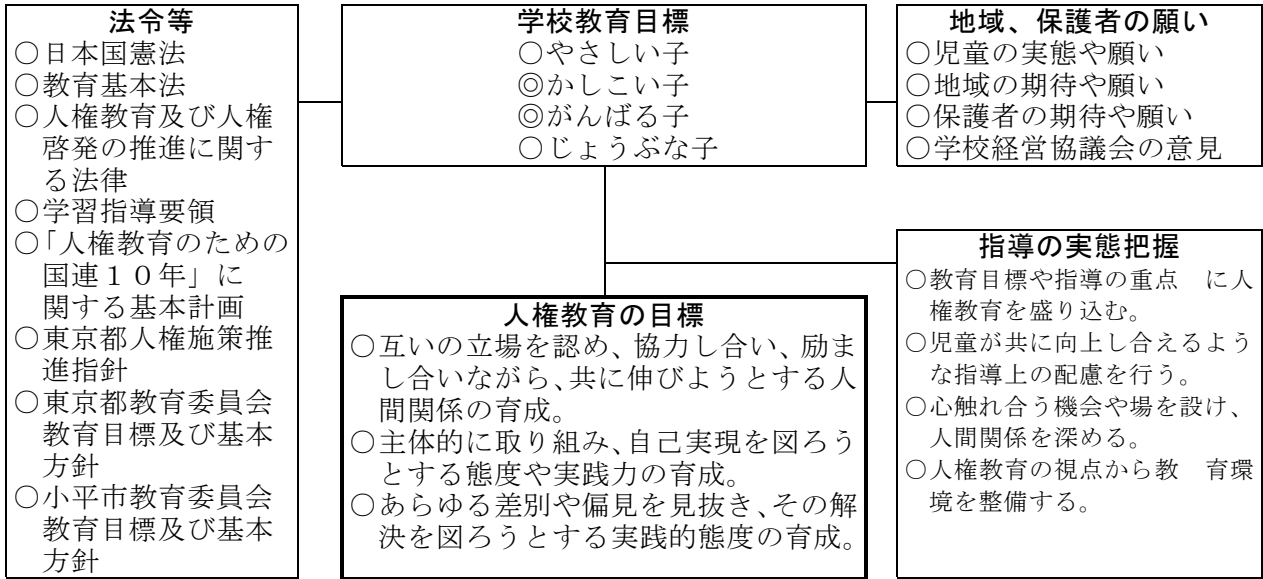 法令等
○日本国憲法
○教育基本法
○人権教育及び人権
啓発の推進に関す
る法律
○学習指導要領
○「人権教育のための
国連１０年」に
関する基本計画
○東京都人権施策推
進指針
○東京都教育委員会
教育目標及び基本
方針
○小平市教育委員会
教育目標及び基本
方針
学校教育目標
○やさしい子
◎かしこい子
◎がんばる子
○じょうぶな子
地域、保護者の願い
○児童の実態や願い
○地域の期待や願い
○保護者の期待や願い
○学校経営協議会の意見
人権教育の目標
○互いの立場を認め、協力し合い、励ま
し合いながら、共に伸びようとする人
間関係の育成。
○主体的に取り組み、自己実現を図ろう
とする態度や実践力の育成。
○あらゆる差別や偏見を見抜き、その解
決を図ろうとする実践的態度の育成。
指導の実態把握
○教育目標や指導の重点　に人
権教育を盛り込む。
○児童が共に向上し合えるよう
な指導上の配慮を行う。
○心触れ合う機会や場を設け、
人間関係を深める。
○人権教育の視点から教　育環
境を整備する。